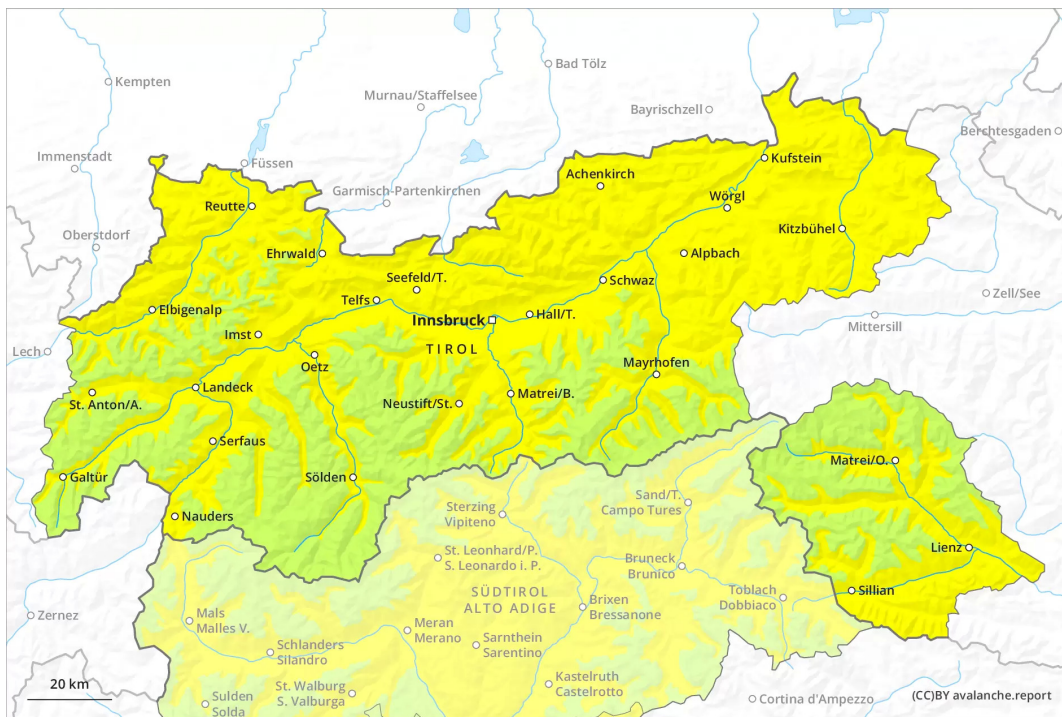 Kempten
Bad Tölz
Murnau/Staffelsee
Bayrischzell
Berchtesgaden
Immenstadt
Füssen
Kufstein
Garmisch-Partenkirchen
Achenkirch
Reutte
Wörgl
Oberstdorf
Kitzbühel
Ehrwald
Alpbach
Seefeld/T.
Schwaz
Zell/See
Telfs
Elbigenalp
Innsbruck
Hall/T.
Mittersill
Imst
TIROL
Lech
Oetz
Mayrhofen
Landeck
St. Anton/A.
Neustift/St.
Matrei/B.
Serfaus
Matrei/O.
Galtür
Sölden
Sterzing
Vipiteno
Sand/T.
Campo Tures
Nauders
Lienz
St. Leonhard/P.
S. Leonardo i. P.
Bruneck
Brunico
SÜDTIROL
ALTO ADIGE
Toblach
Dobbiaco
Sillian
Zernez
Mals
Malles V.
Brixen
Bressanone
Meran
Merano
Schlanders
Silandro
Sarnthein
Sarentino
20 km
Sulden
Solda
St. Walburg
S. Valburga
Kastelruth
Castelrotto
Cortina d'Ampezzo
(CC)BY avalanche.report